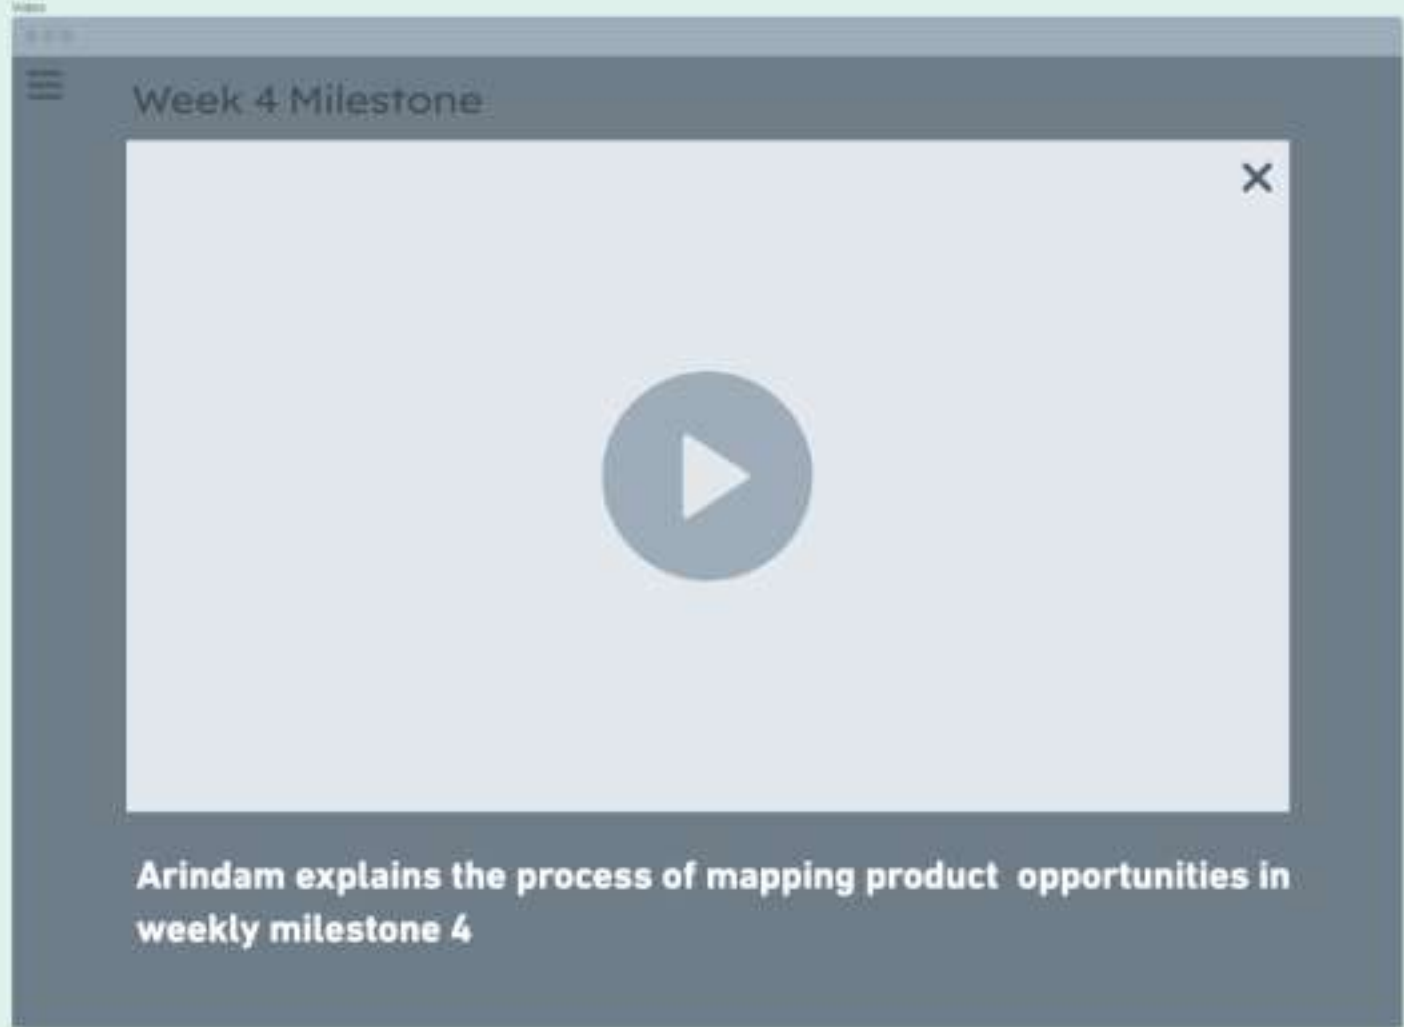 Week 4 Milestone
Arindam explains the process of mapping product opportunities in
weekly milestone 4